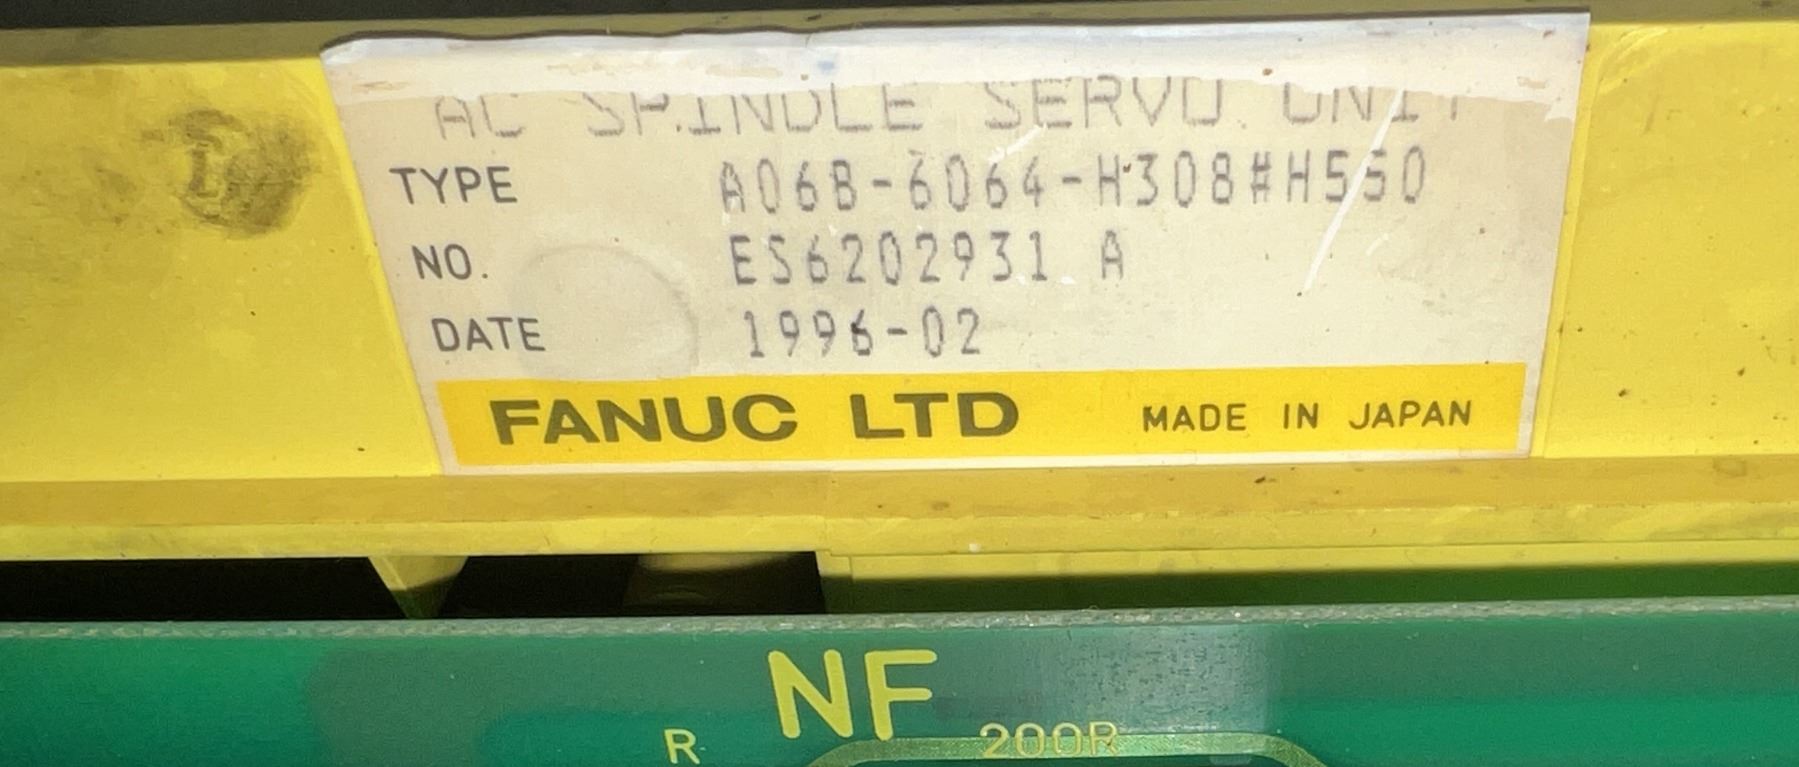 AC SPINDLE SERVO UNIT
TYPE A06B-6064-H308#H550
NO. ES6202931 A
DATE 1996-02
FANUC LTD MADE IN JAPAN
NF
R 200R